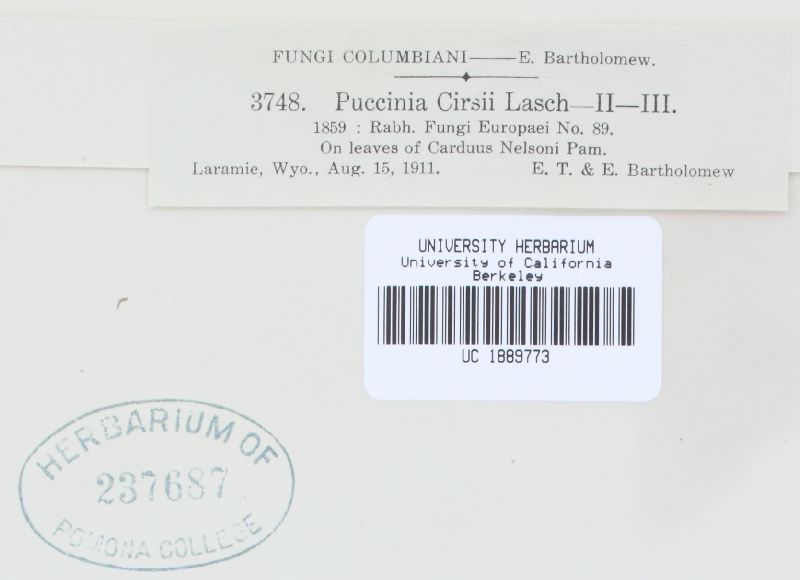 FUNGI COLUMBIANI——E. Bartholomew.
3748. Puccinia Cirsii Lasch—II—III.
1859 : Rabh. Fungi Europaei No. 89.
On leaves of Carduus Nelsoni Pam.
Laramie, Wyo., Aug. 15, 1911. E. T. & E. Bartholomew
UNIVERSITY HERBARIUM
University of California
Berkeley
UC 1889773
HERBARIUM OF
237687
POMONA COLLEGE